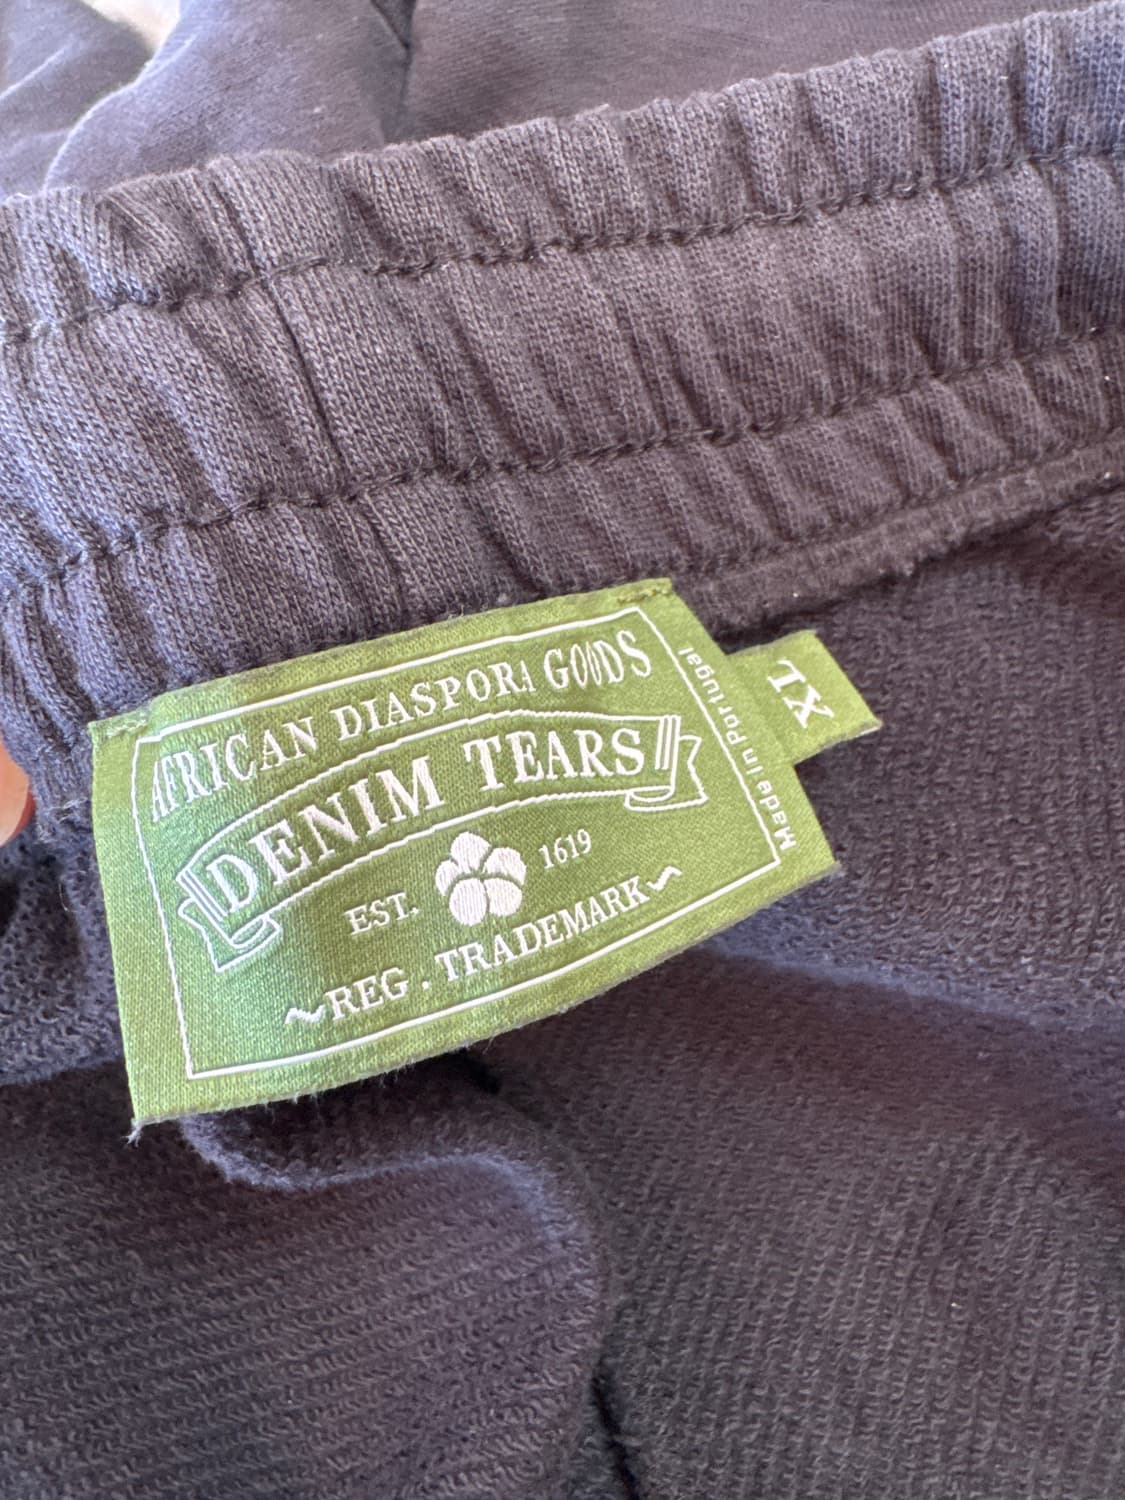 AFRICAN DIASPORA GOODS
DENIM TEARS
EST. 1619
~REG . TRADEMARK~
Made in Portugal
XL